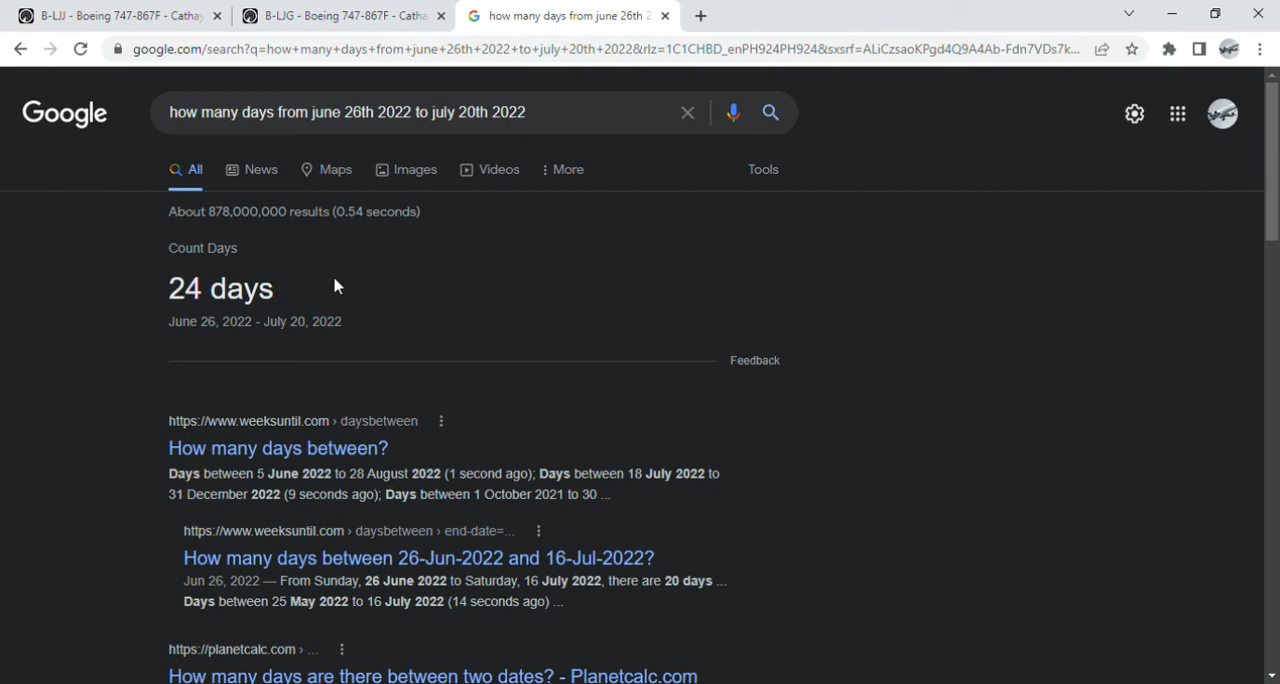 B-LJJ - Boeing 747-867F - Cathay
B-LJG - Boeing 747-867F - Catha
how many days from june 26th 2
google.com/search?q=how+many+days+from+june+26th+2022+to+july+20th+2022&rlz=1C1CHBD_enPH924PH924&sxsrf=ALiCzsaoKPgd4Q9A4Ab-Fdn7VDs7k...
Google
how many days from june 26th 2022 to july 20th 2022
All
News
Maps
Images
Videos
More
Tools
About 878,000,000 results (0.54 seconds)
Count Days
24 days
June 26, 2022 - July 20, 2022
Feedback
https://www.weeksuntil.com › daysbetween
How many days between?
Days between 5 June 2022 to 28 August 2022 (1 second ago); Days between 18 July 2022 to
31 December 2022 (9 seconds ago); Days between 1 October 2021 to 30 ...
https://www.weeksuntil.com › daysbetween › end-date=...
How many days between 26-Jun-2022 and 16-Jul-2022?
Jun 26, 2022 — From Sunday, 26 June 2022 to Saturday, 16 July 2022, there are 20 days ...
Days between 25 May 2022 to 16 July 2022 (14 seconds ago) ...
https://planetcalc.com › ...
How many days are there between two dates? - Planetcalc.com